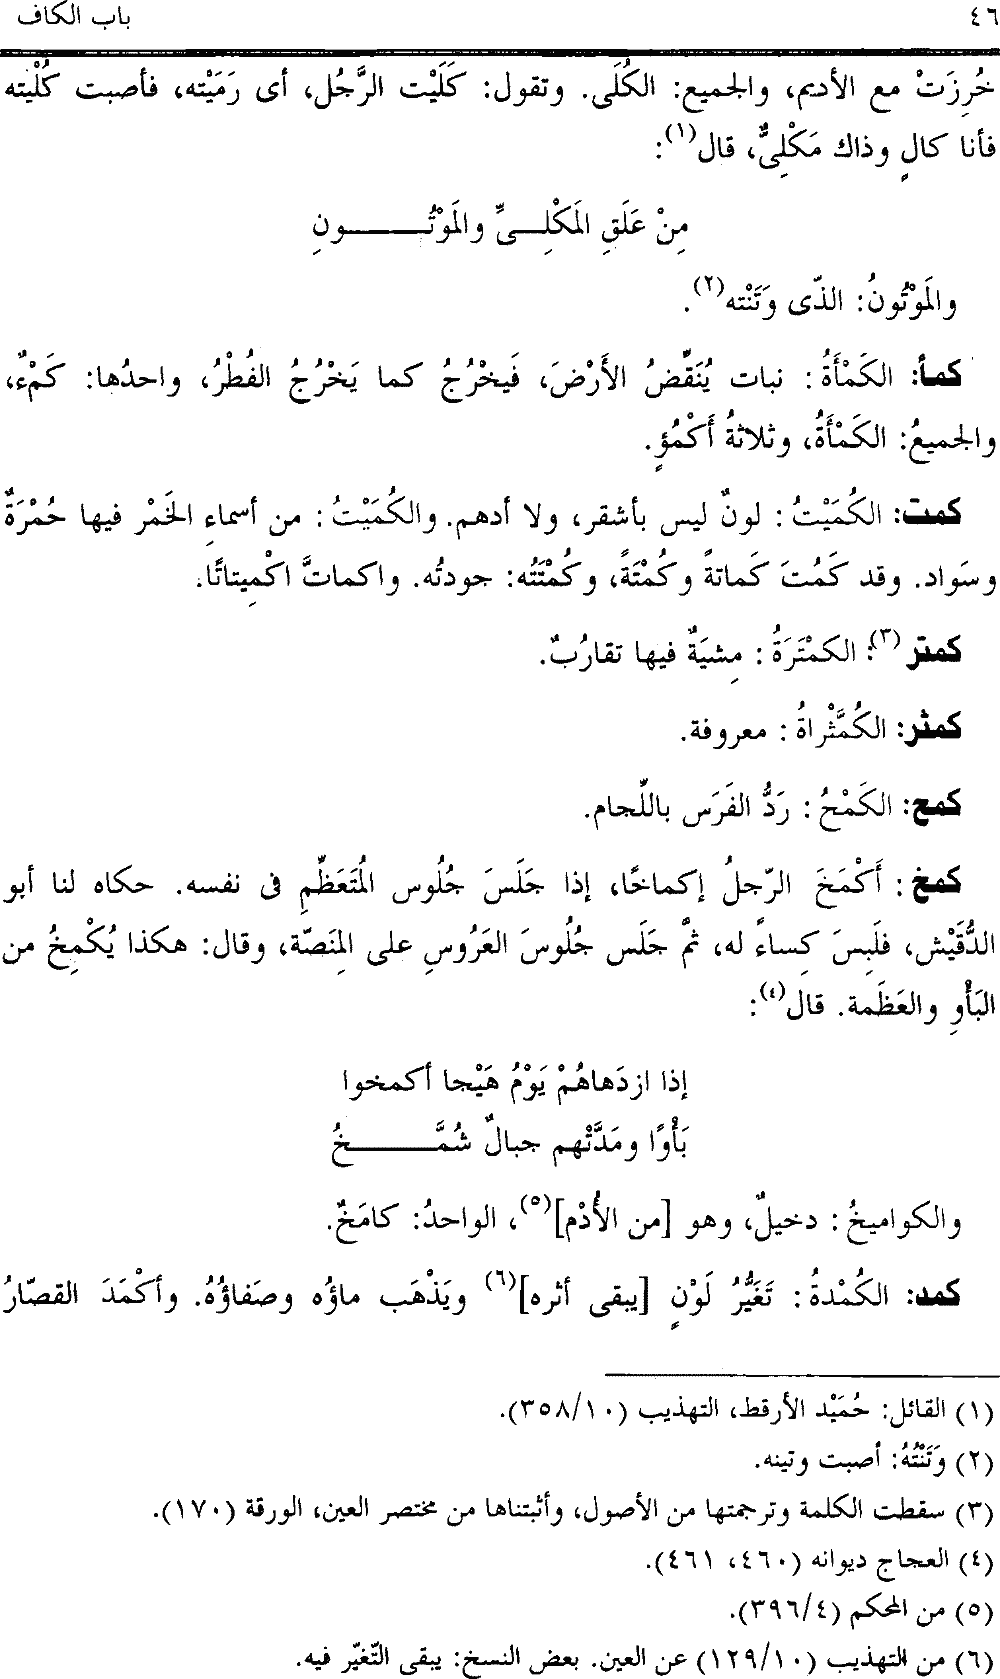 ٤٦ باب الكاف
خُرِزَتْ مع الأديم، والجميع: الكُلَى. وتقول: كَلَيْت الرَّجُل، أى رَمَيْته، فأصبت كُلْيته
فأنا كالٍ وذاك مَكْلِىٌّ، قال(١):
مِنْ عَلَقِ المَكْلِــىِّ والمَوْتُــــــونِ
والمَوْتُونُ: الذّى وَتَنْته(٢).
كمأ: الكَمْأَةُ: نبات يُنَقِّضُ الأَرْضَ، فَيخْرُجُ كما يَخْرُجُ الفُطْرُ، واحدُها: كَمْءٌ،
والجميعُ: الكَمْأَةُ، وثلاثةُ أَكْمُؤٍ.
كمت: الكُمَيْتُ: لونٌ ليس بأشقر، ولا أدهم. والكُمَيْتُ: من أسماءِ الخَمْر فيها حُمْرَةٌ
وسَواد. وقد كَمُتَ كَماتةً وكُمْتَةً، وكُمْتَتُه: جودتُه. واكماتَّ اكْمِيتاتًا.
كمتر(٣): الكمْتَرَةُ: مِشيَةٌ فيها تقارُبٌ.
كمثر: الكُمَّثْراةُ: معروفة.
كمح: الكَمْحُ: رَدُّ الفَرَس باللّجام.
كمخ: أَكْمَخَ الرّجلُ إكماخًا، إذا جَلَسَ جُلُوس المُتَعَظِّمِ فى نفسه. حكاه لنا أبو
الدُّقَيْش، فلَبِسَ كِساءً له، ثمَّ جَلَس جُلُوسَ العَرُوسِ على المِنَصّة، وقال: هكذا يُكْمِخُ من
البَأْوِ والعَظَمة. قال(٤):
إذا ازدَهاهُمْ يَوْمُ هَيْجا أكمخوا
بَأْوًا ومَدَّتْهم جبالٌ شُمَّــــــخُ
والكواميخُ: دخيلٌ، وهو [من الأُدْم](٥)، الواحدُ: كامَخٌ.
كمد: الكُمْدةُ: تَغَيُّرُ لَوْنٍ [يبقى أثره](٦) ويَذْهَب ماؤُه وصَفاؤُهُ. وأكْمَدَ القصّارُ
(١) القائل: حُمَيْد الأرقط، التهذيب (٣٥٨/١٠).
(٢) وَتَنْتُهُ: أصبت وتينه.
(٣) سقطت الكلمة وترجمتها من الأصول، وأثبتناها من مختصر العين، الورقة (١٧٠).
(٤) العجاج ديوانه (٤٦٠، ٤٦١).
(٥) من المحكم (٣٩٦/٤).
(٦) من التهذيب (١٢٩/١٠) عن العين. بعض النسخ: يبقى التّغيّر فيه.